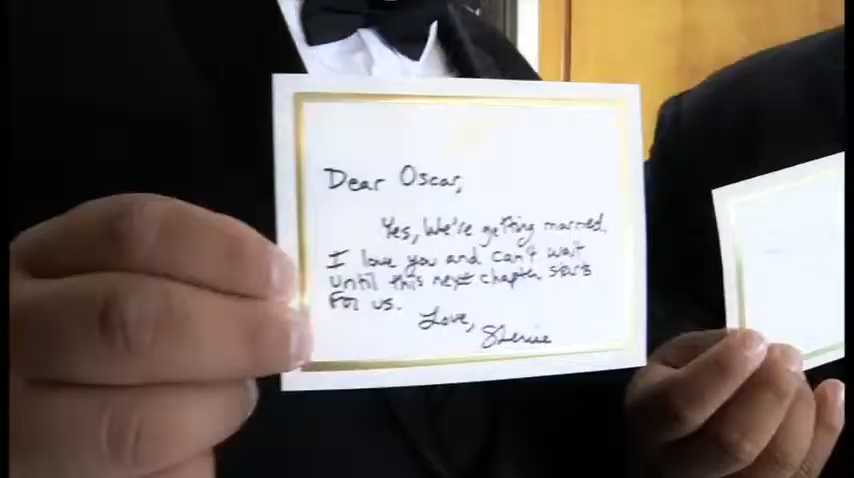 Dear Oscar,
Yes, We're getting married.
I love you and can't wait
until this next chapter starts
For us.
Love,
Sherise